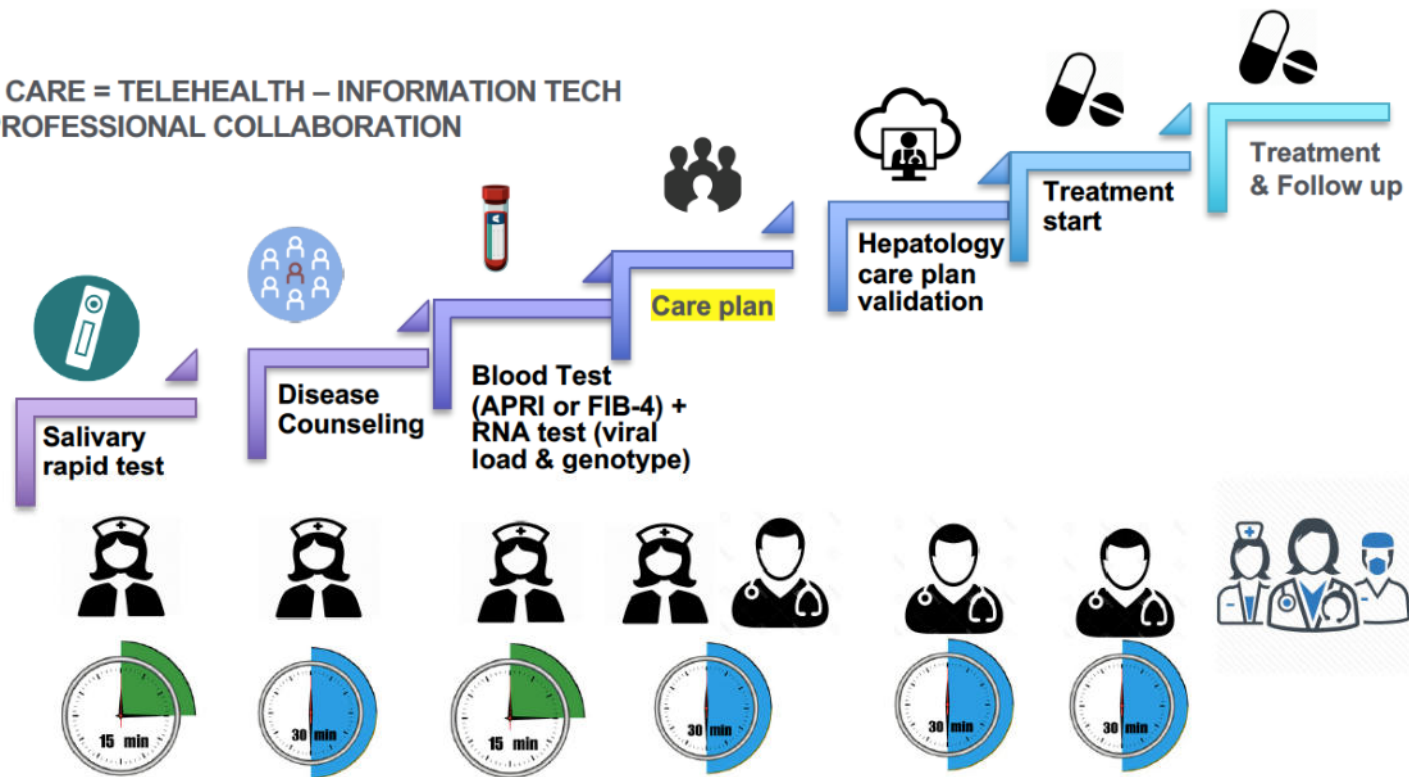 CARE = TELEHEALTH – INFORMATION TECH
PROFESSIONAL COLLABORATION
Salivary
rapid test
Disease
Counseling
Blood Test
(APRI or FIB-4) +
RNA test (viral
load & genotype)
Care plan
Hepatology
care plan
validation
Treatment
start
Treatment
& Follow up
15 min
30 min
15 min
30 min
30 min
30 min